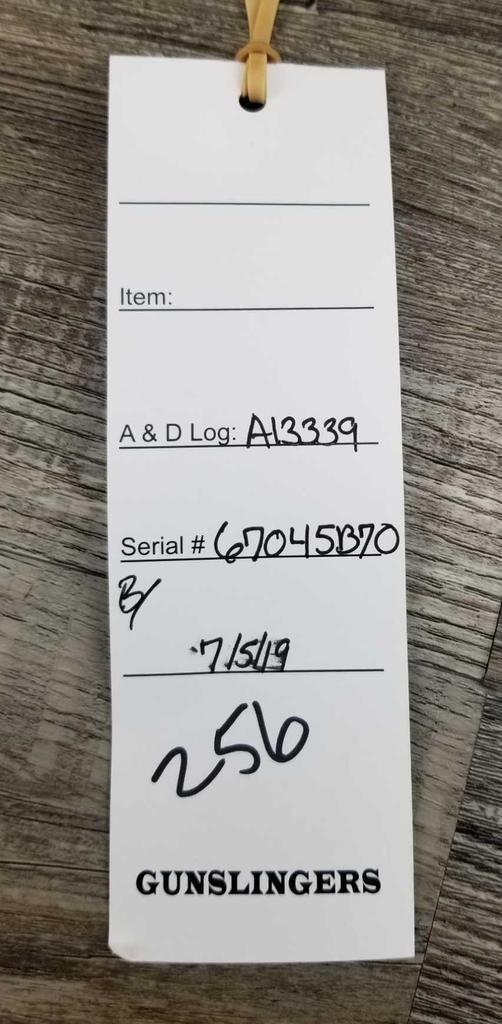 Item:
A & D Log: A13339
Serial # 67045B70
B/
7/5/19
256
GUNSLINGERS